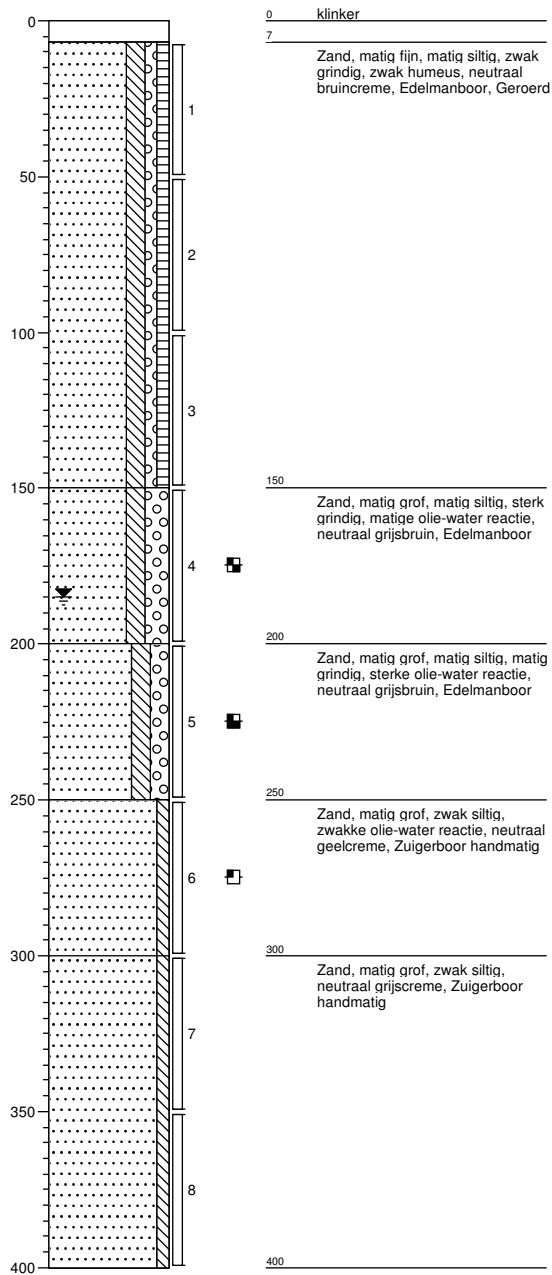 0
50
100
150
200
250
300
350
400
1
2
3
4
5
6
7
8
0
klinker
7
Zand, matig fijn, matig siltig, zwak
grindig, zwak humeus, neutraal
bruincreme, Edelmanboor, Geroerd
150
Zand, matig grof, matig siltig, sterk
grindig, matige olie-water reactie,
neutraal grijsbruin, Edelmanboor
200
Zand, matig grof, matig siltig, matig
grindig, sterke olie-water reactie,
neutraal grijsbruin, Edelmanboor
250
Zand, matig grof, zwak siltig,
zwakke olie-water reactie, neutraal
geelcreme, Zuigerboor handmatig
300
Zand, matig grof, zwak siltig,
neutraal grijscreme, Zuigerboor
handmatig
400